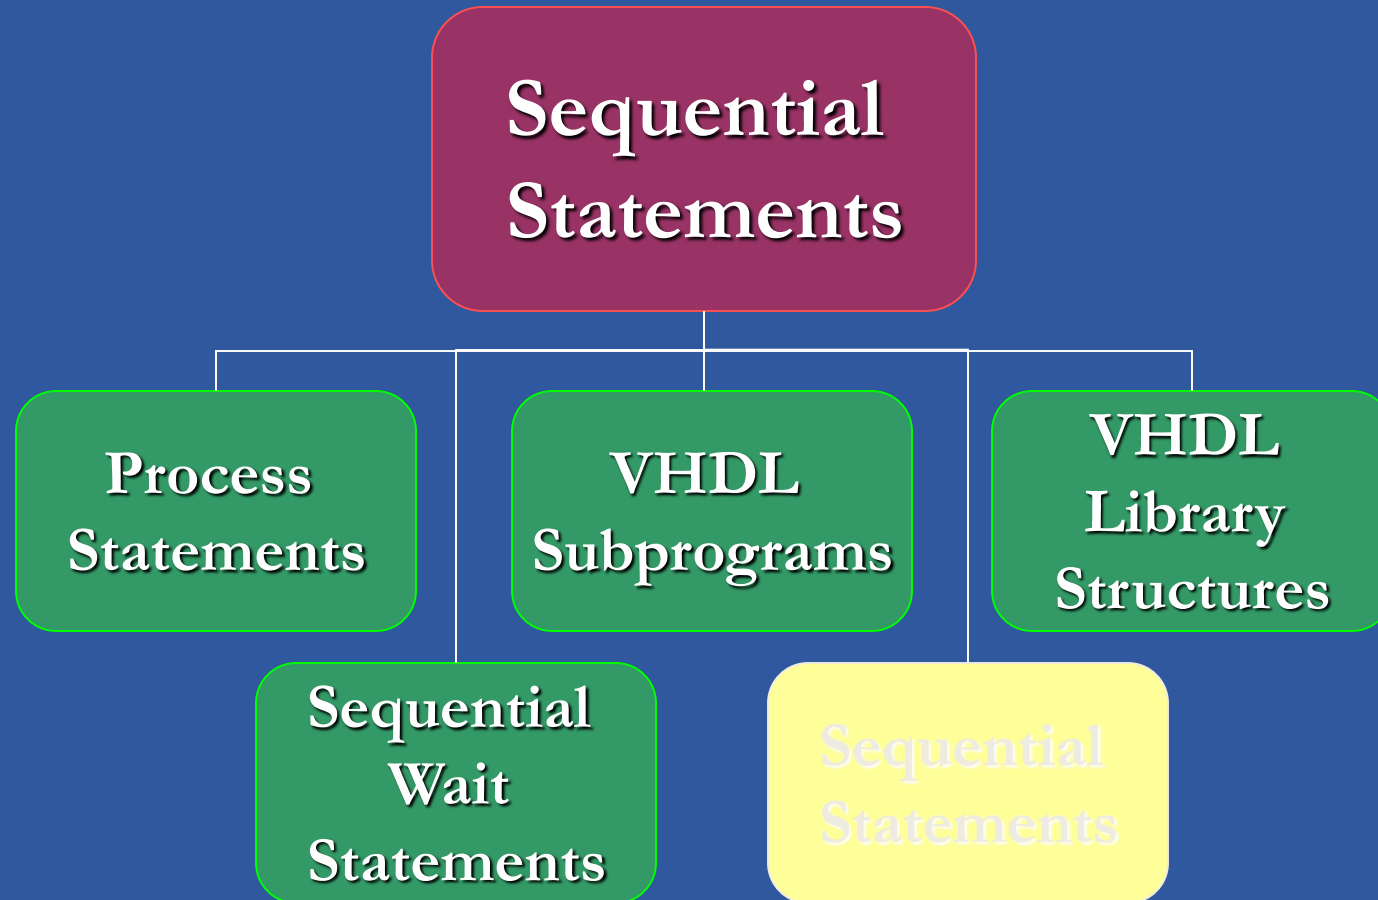 Sequential
Statements
Process
Statements
VHDL
Subprograms
VHDL
Library
Structures
Sequential
Wait
Statements
Sequential
Statements